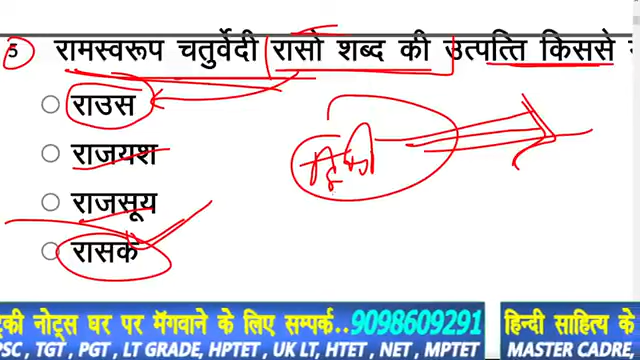 5 रामस्वरूप चतुर्वेदी रासो शब्द की उत्पत्ति किससे
राउस
राजयश
राजसूय
रासक
की नोट्स घर पर मॅगवाने के लिए सम्पर्क..9098609291 हिन्दी साहित्य के
PSC, TGT, PGT, LT GRADE, HPTET, UK LT, HTET, NET, MPTET MASTER CADRE,